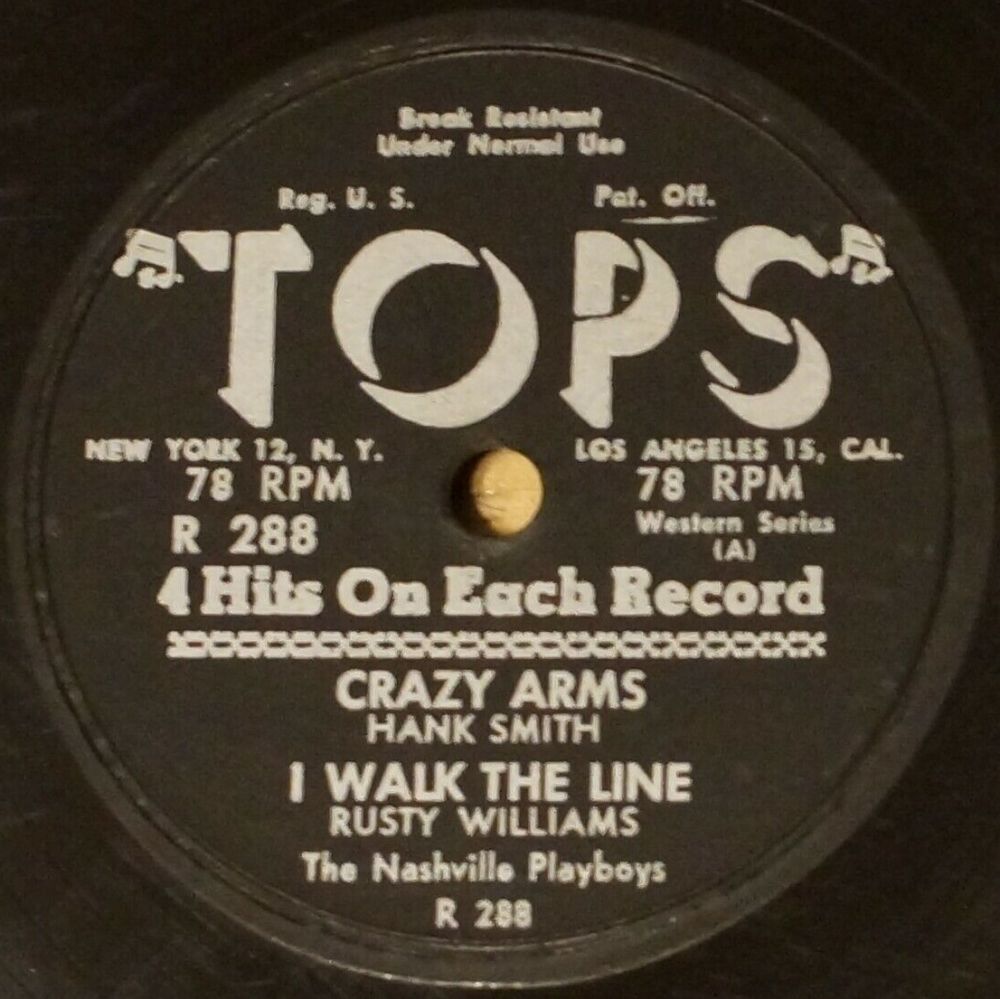 Break Resistant
Under Normal Use
Reg. U. S. Pat. Off.
"TOPS"
NEW YORK 12, N. Y. LOS ANGELES 15, CAL.
78 RPM 78 RPM
R 288 Western Series
(A)
4 Hits On Each Record
CRAZY ARMS
HANK SMITH
I WALK THE LINE
RUSTY WILLIAMS
The Nashville Playboys
R 288